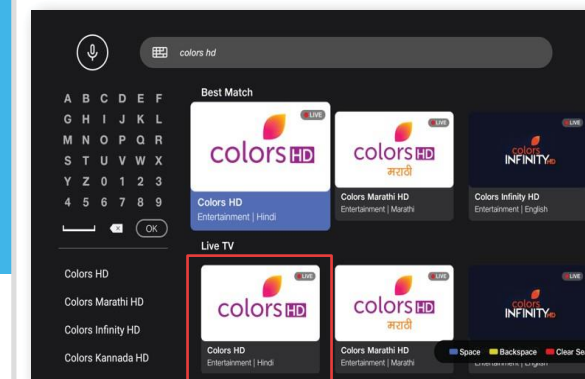 colors hd
A B C D E F
G H I J K L
M N O P Q R
S T U V W X
Y Z 0 1 2 3
4 5 6 7 8 9
OK
Colors HD
Colors Marathi HD
Colors Infinity HD
Colors Kannada HD
Best Match
LIVE
colors HD
Colors HD
Entertainment | Hindi
LIVE
colors HD
मराठी
Colors Marathi HD
Entertainment | Marathi
LIVE
colors
INFINITY HD
Colors Infinity HD
Entertainment | English
Live TV
LIVE
colors HD
Colors HD
Entertainment | Hindi
LIVE
colors HD
मराठी
Colors Marathi HD
Entertainment | Marathi
LIVE
colors
INFINITY HD
Space Backspace Clear Se